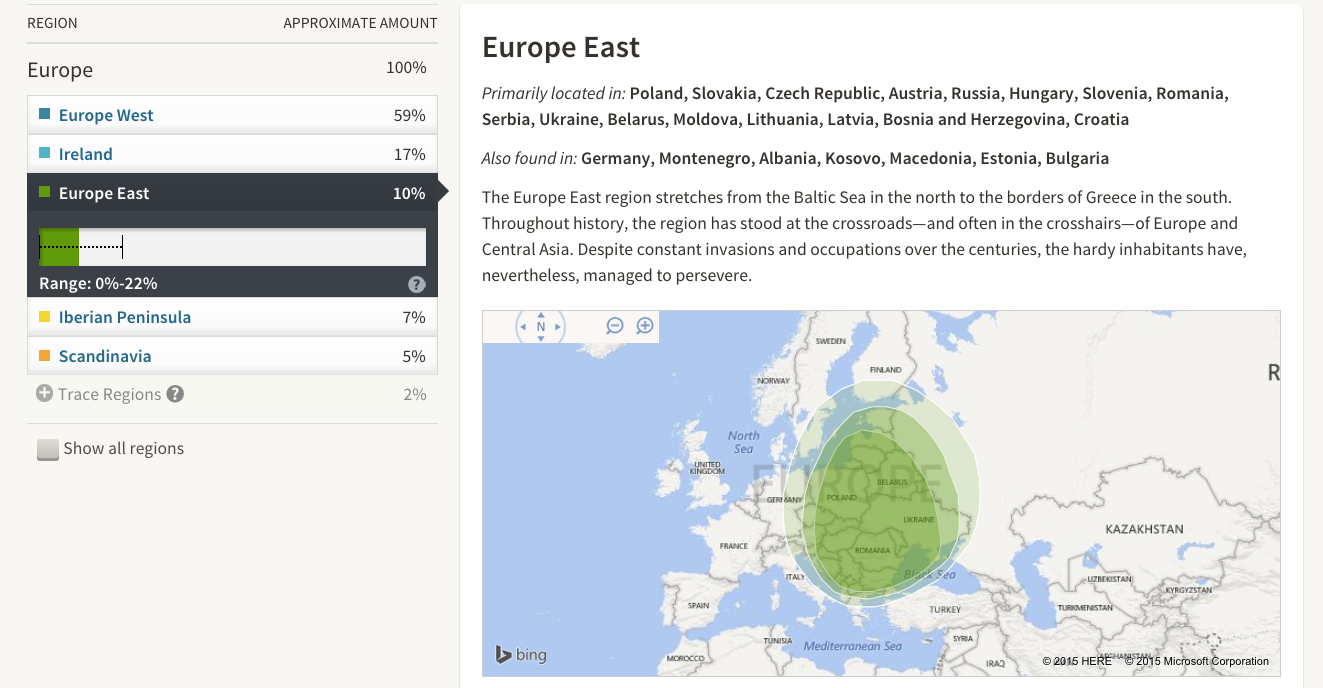 REGION APPROXIMATE AMOUNT
Europe 100%
Europe West 59%
Ireland 17%
Europe East 10%
Range: 0%-22% ?
Iberian Peninsula 7%
Scandinavia 5%
Trace Regions ? 2%
Show all regions
Europe East
Primarily located in: Poland, Slovakia, Czech Republic, Austria, Russia, Hungary, Slovenia, Romania,
Serbia, Ukraine, Belarus, Moldova, Lithuania, Latvia, Bosnia and Herzegovina, Croatia
Also found in: Germany, Montenegro, Albania, Kosovo, Macedonia, Estonia, Bulgaria
The Europe East region stretches from the Baltic Sea in the north to the borders of Greece in the south.
Throughout history, the region has stood at the crossroads—and often in the crosshairs—of Europe and
Central Asia. Despite constant invasions and occupations over the centuries, the hardy inhabitants have,
nevertheless, managed to persevere.
N
SWEDEN
FINLAND
R
NORWAY
North
Sea
UNITED
KINGDOM
EUROPE
BELARUS
GERMANY POLAND
UKRAINE
KAZAKHSTAN
FRANCE
ROMANIA
ITALY
Black Sea
UZBEKISTAN
KYRGYZSTAN
SPAIN
TURKEY
TURKMENISTAN
TUNISIA
Mediterranean Sea
SYRIA
bing
MOROCCO
IRAQ
AFGHANISTAN
© 2015 HERE © 2015 Microsoft Corporation